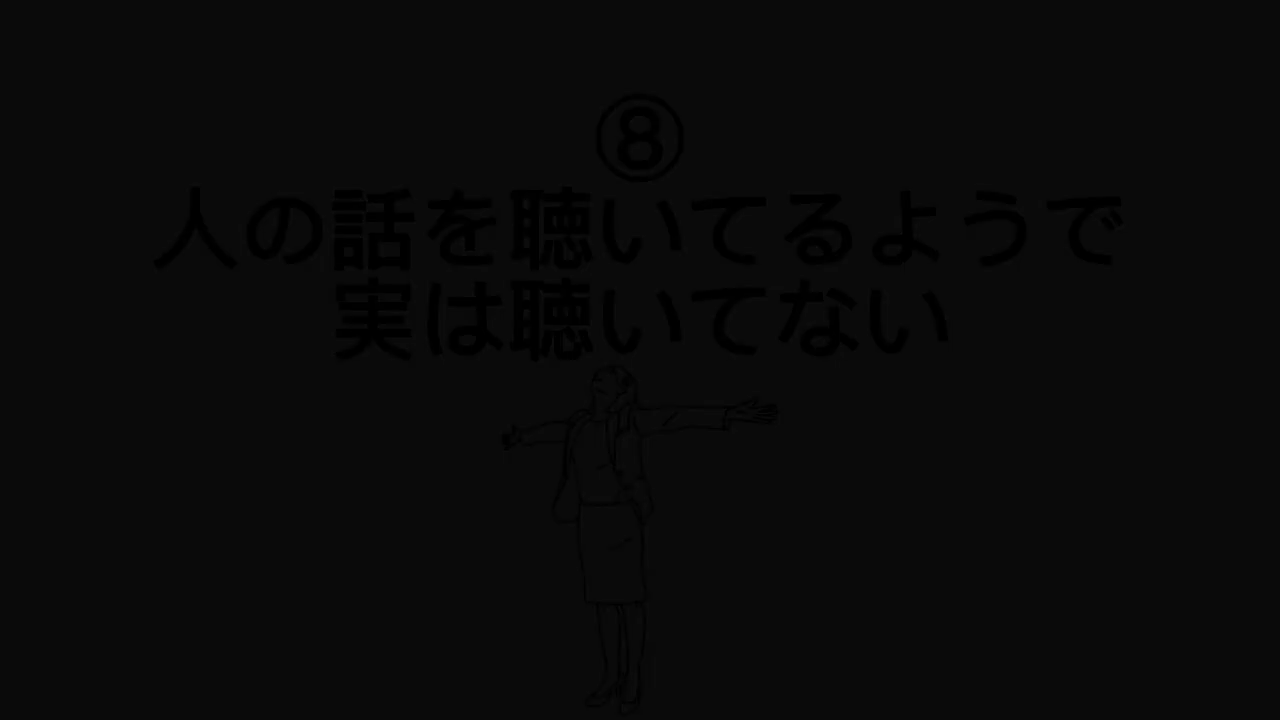 ⑧
人の話を聴いてるようで
実は聴いてない